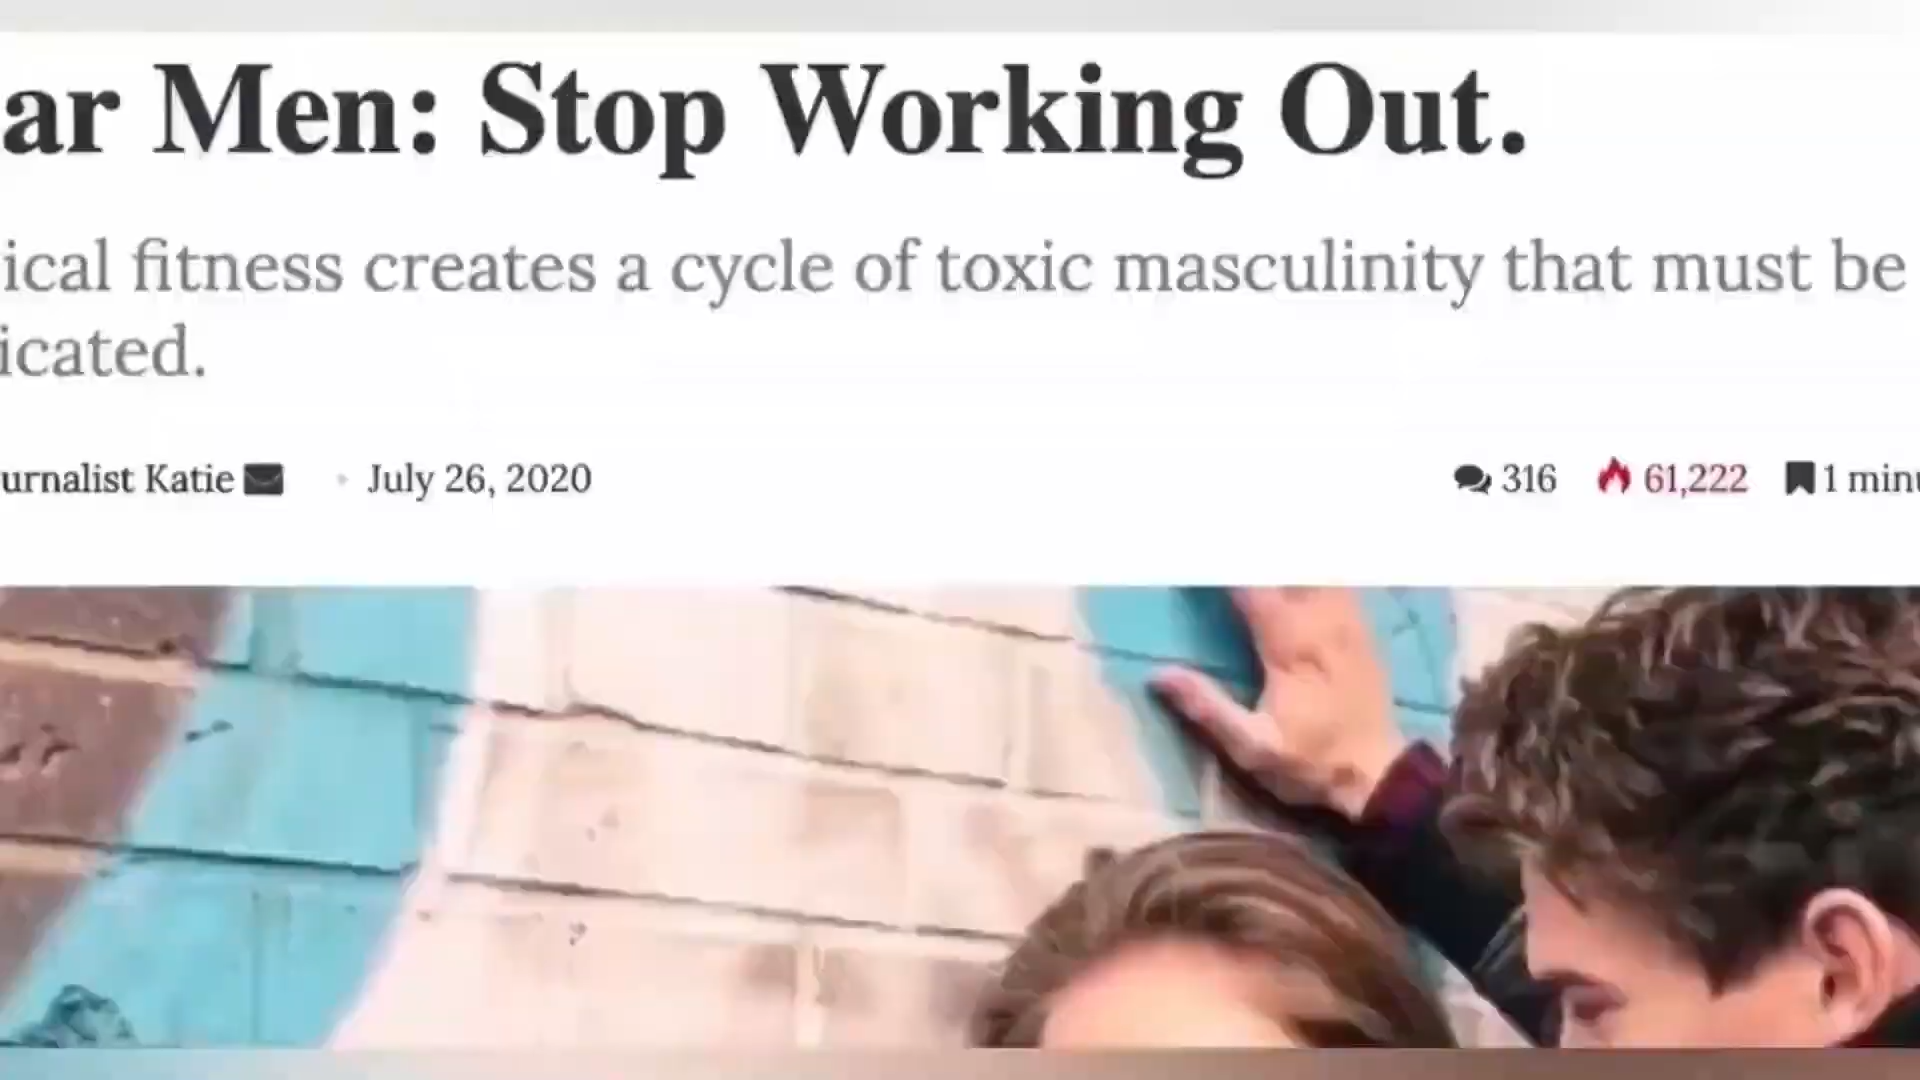 ar Men: Stop Working Out.
ical fitness creates a cycle of toxic masculinity that must be
icated.
urnalist Katie • July 26, 2020 316 61,222 1 minu